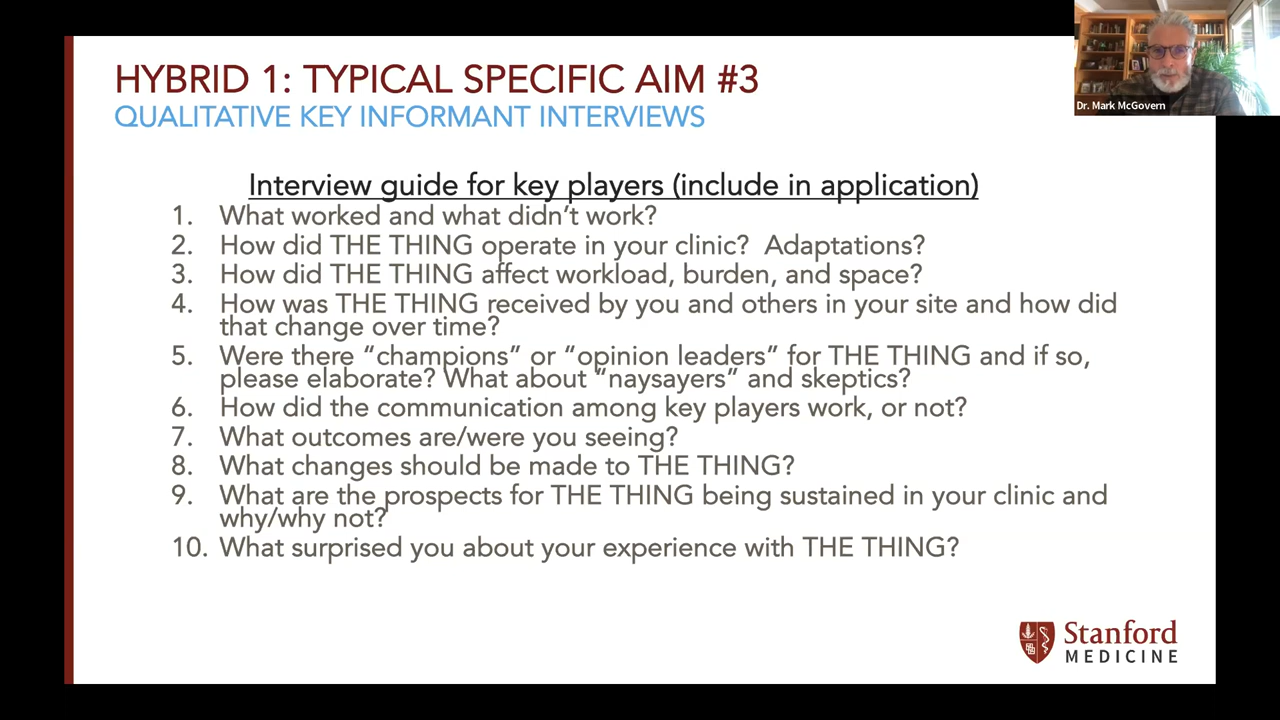 HYBRID 1: TYPICAL SPECIFIC AIM #3
QUALITATIVE KEY INFORMANT INTERVIEWS
Dr. Mark McGovern
Interview guide for key players (include in application)
1. What worked and what didn’t work?
2. How did THE THING operate in your clinic?  Adaptations?
3. How did THE THING affect workload, burden, and space?
4. How was THE THING received by you and others in your site and how did
that change over time?
5. Were there “champions” or “opinion leaders” for THE THING and if so,
please elaborate? What about “naysayers” and skeptics?
6. How did the communication among key players work, or not?
7. What outcomes are/were you seeing?
8. What changes should be made to THE THING?
9. What are the prospects for THE THING being sustained in your clinic and
why/why not?
10. What surprised you about your experience with THE THING?
Stanford
MEDICINE